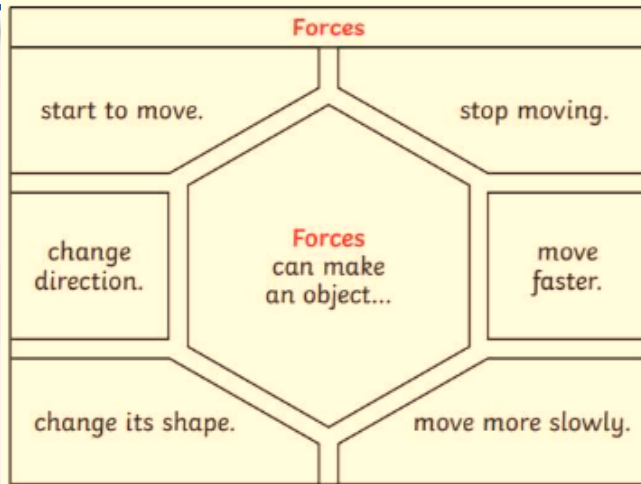 Forces
start to move.
stop moving.
change
direction.
Forces
can make
an object...
move
faster.
change its shape.
move more slowly.